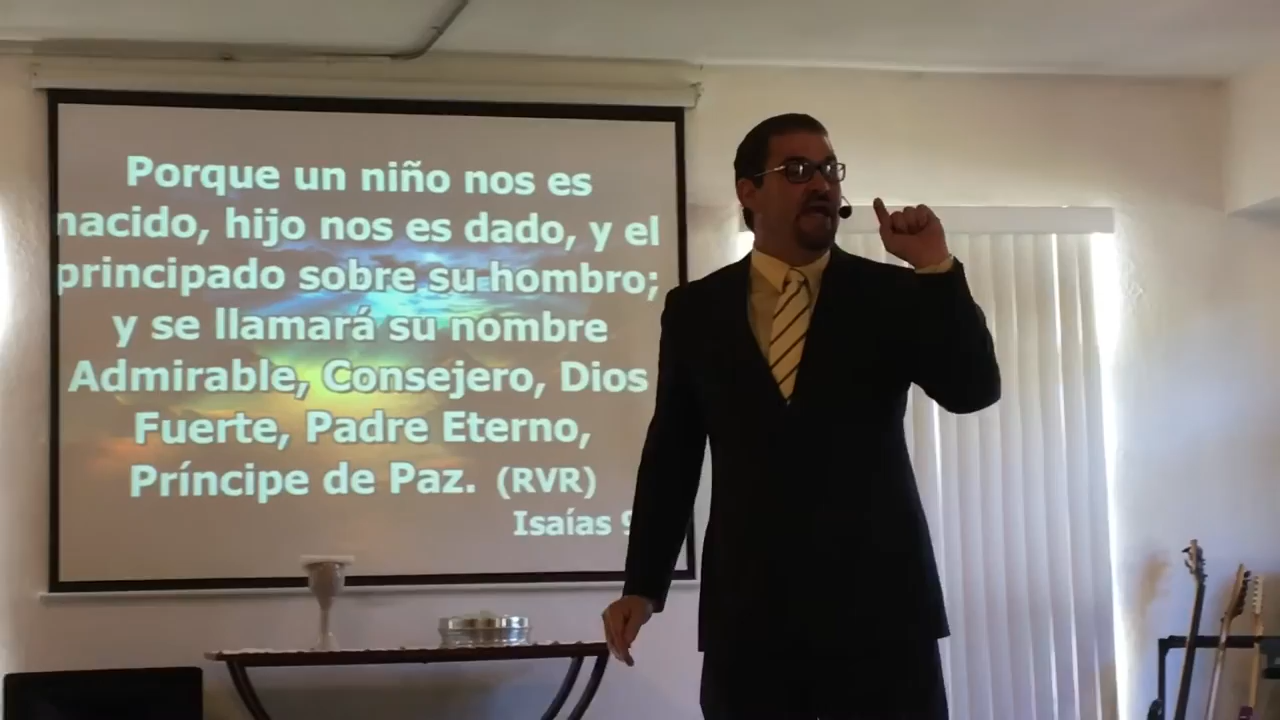 Porque un niño nos es
nacido, hijo nos es dado, y el
principado sobre su hombro;
y se llamará su nombre
Admirable, Consejero, Dios
Fuerte, Padre Eterno,
Príncipe de Paz. (RVR)
Isaías 9